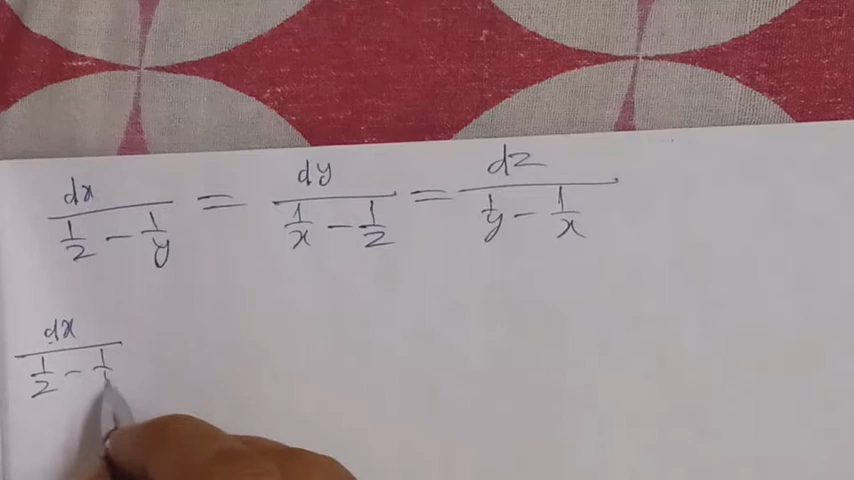 dx/(1/z - 1/y) = dy/(1/x - 1/z) = dz/(1/y - 1/x)
dx/(1/z - 1/